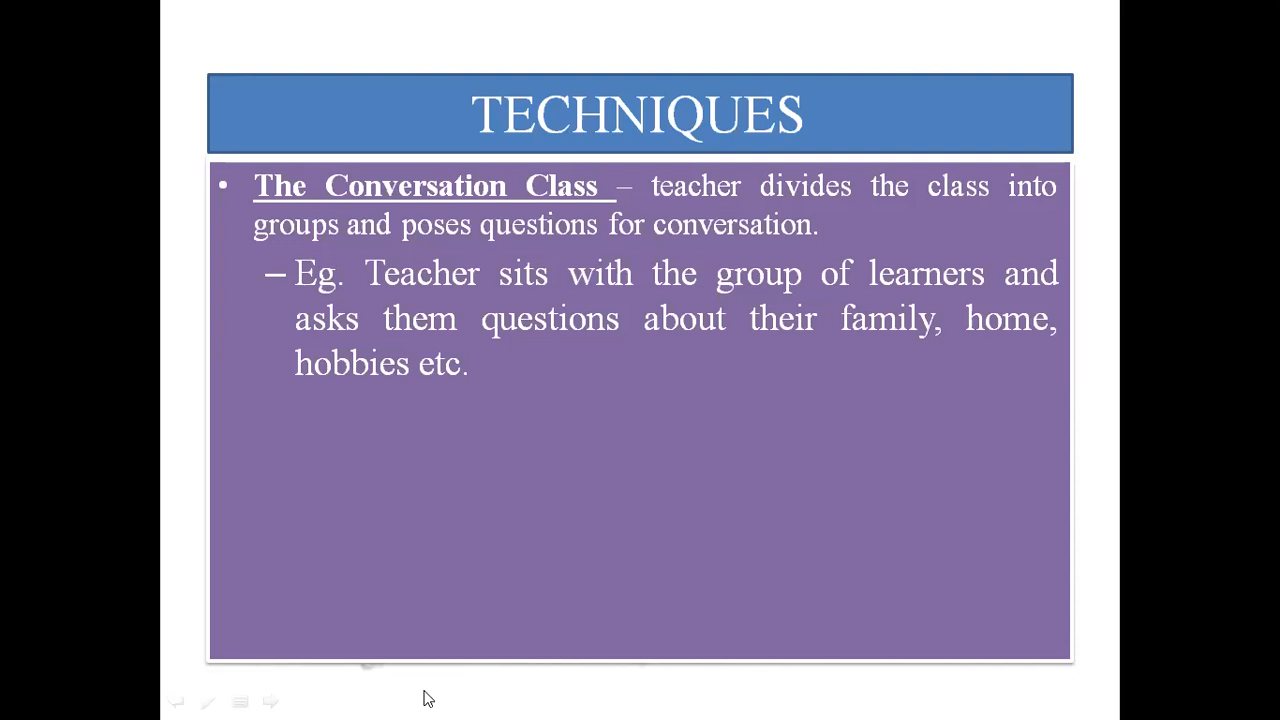 TECHNIQUES
• The Conversation Class – teacher divides the class into
groups and poses questions for conversation.
– Eg. Teacher sits with the group of learners and
asks them questions about their family, home,
hobbies etc.